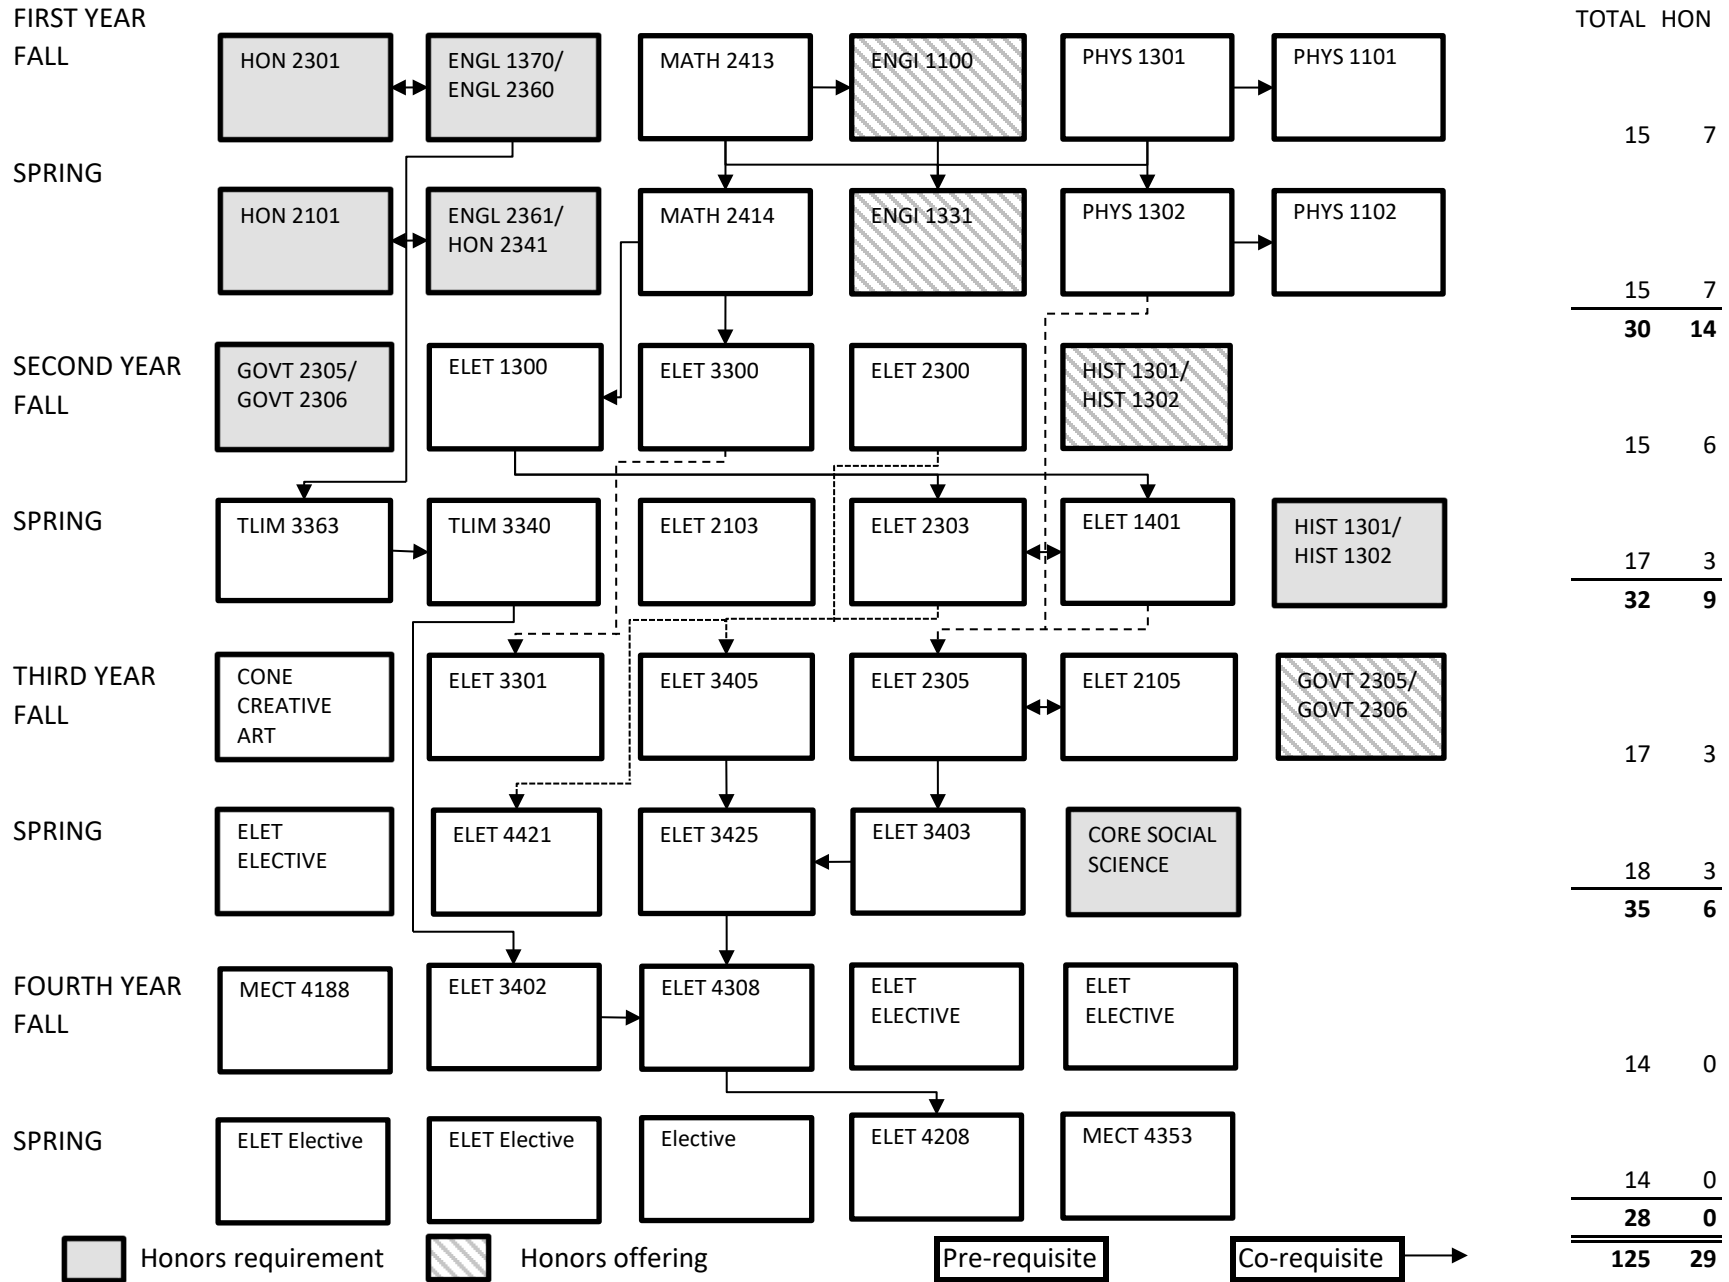 FIRST YEAR
FALL
TOTAL HON
HON 2301
ENGL 1370/
ENGL 2360
MATH 2413
ENGI 1100
PHYS 1301
PHYS 1101
15 7
SPRING
HON 2101
ENGL 2361/
HON 2341
MATH 2414
ENGI 1331
PHYS 1302
PHYS 1102
15 7
30 14
SECOND YEAR
FALL
GOVT 2305/
GOVT 2306
ELET 1300
ELET 3300
ELET 2300
HIST 1301/
HIST 1302
15 6
SPRING
TLIM 3363
TLIM 3340
ELET 2103
ELET 2303
ELET 1401
HIST 1301/
HIST 1302
17 3
32 9
THIRD YEAR
FALL
CONE
CREATIVE
ART
ELET 3301
ELET 3405
ELET 2305
ELET 2105
GOVT 2305/
GOVT 2306
17 3
SPRING
ELET
ELECTIVE
ELET 4421
ELET 3425
ELET 3403
CORE SOCIAL
SCIENCE
18 3
35 6
FOURTH YEAR
FALL
MECT 4188
ELET 3402
ELET 4308
ELET
ELECTIVE
ELET
ELECTIVE
14 0
SPRING
ELET Elective
ELET Elective
Elective
ELET 4208
MECT 4353
14 0
28 0
125 29
Honors requirement
Honors offering
Pre-requisite
Co-requisite